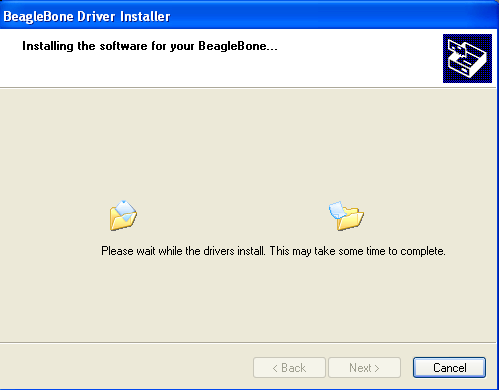 BeagleBone Driver Installer
Installing the software for your BeagleBone...
Please wait while the drivers install. This may take some time to complete.
< Back Next > Cancel